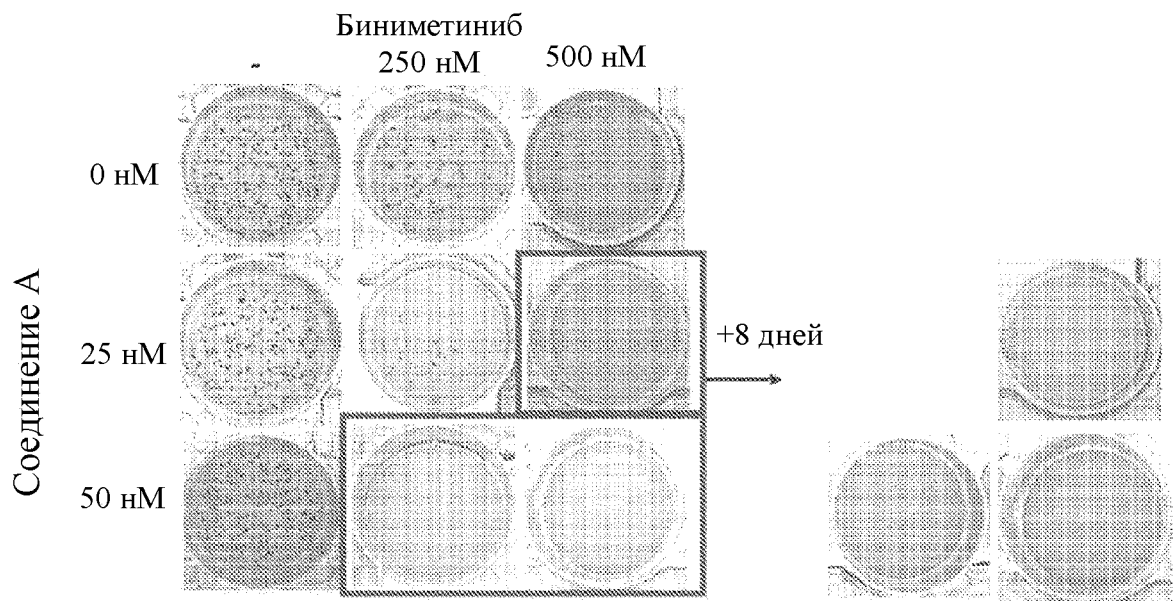 Биниметиниб
- 250 нМ 500 нМ
0 нМ
25 нМ
50 нМ
Соединение А
+8 дней